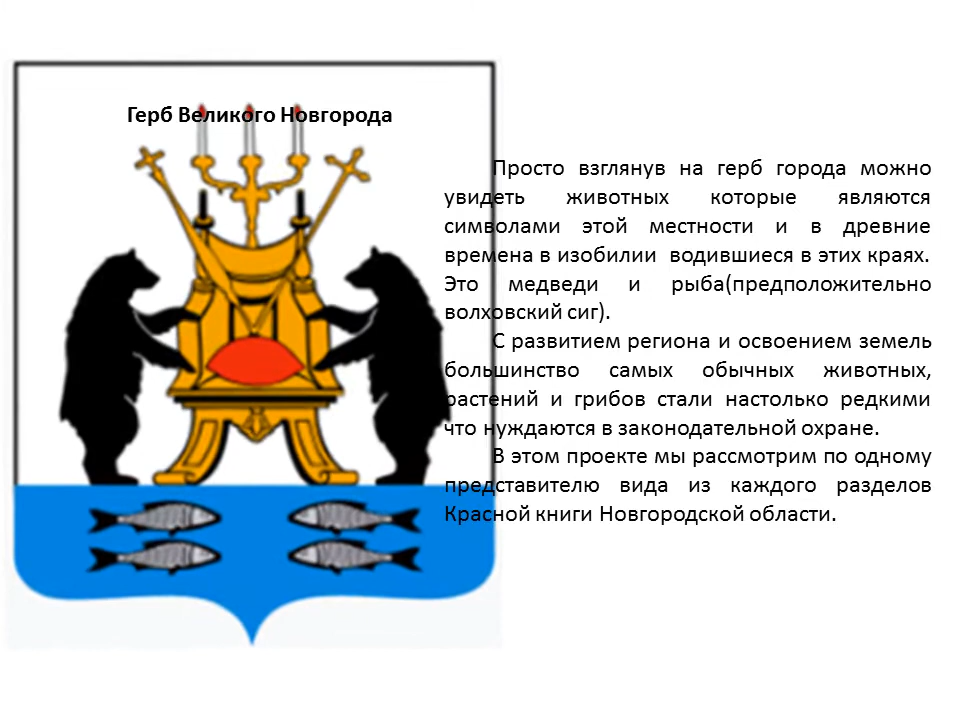 Герб Великого Новгорода
Просто взглянув на герб города можно
увидеть животных которые являются
символами этой местности и в древние
времена в изобилии водившиеся в этих краях.
Это медведи и рыба(предположительно
волховский сиг).
С развитием региона и освоением земель
большинство самых обычных животных,
растений и грибов стали настолько редкими
что нуждаются в законодательной охране.
В этом проекте мы рассмотрим по одному
представителю вида из каждого разделов
Красной книги Новгородской области.